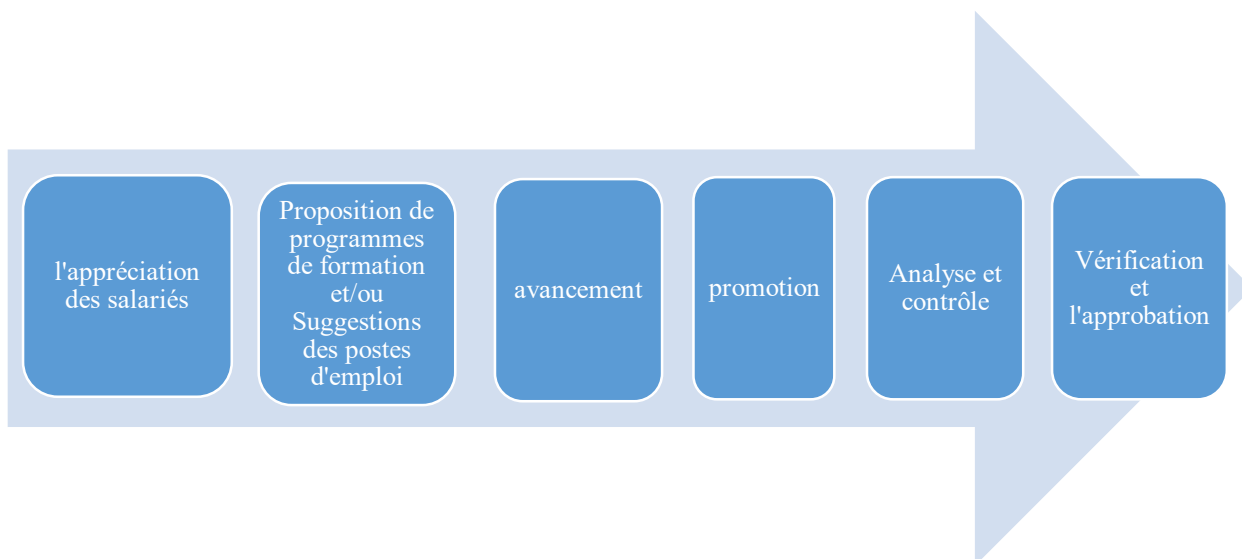 l'appréciation
des salariés
Proposition de
programmes
de formation
et/ou
Suggestions
des postes
d'emploi
avancement
promotion
Analyse et
contrôle
Vérification
et
l'approbation